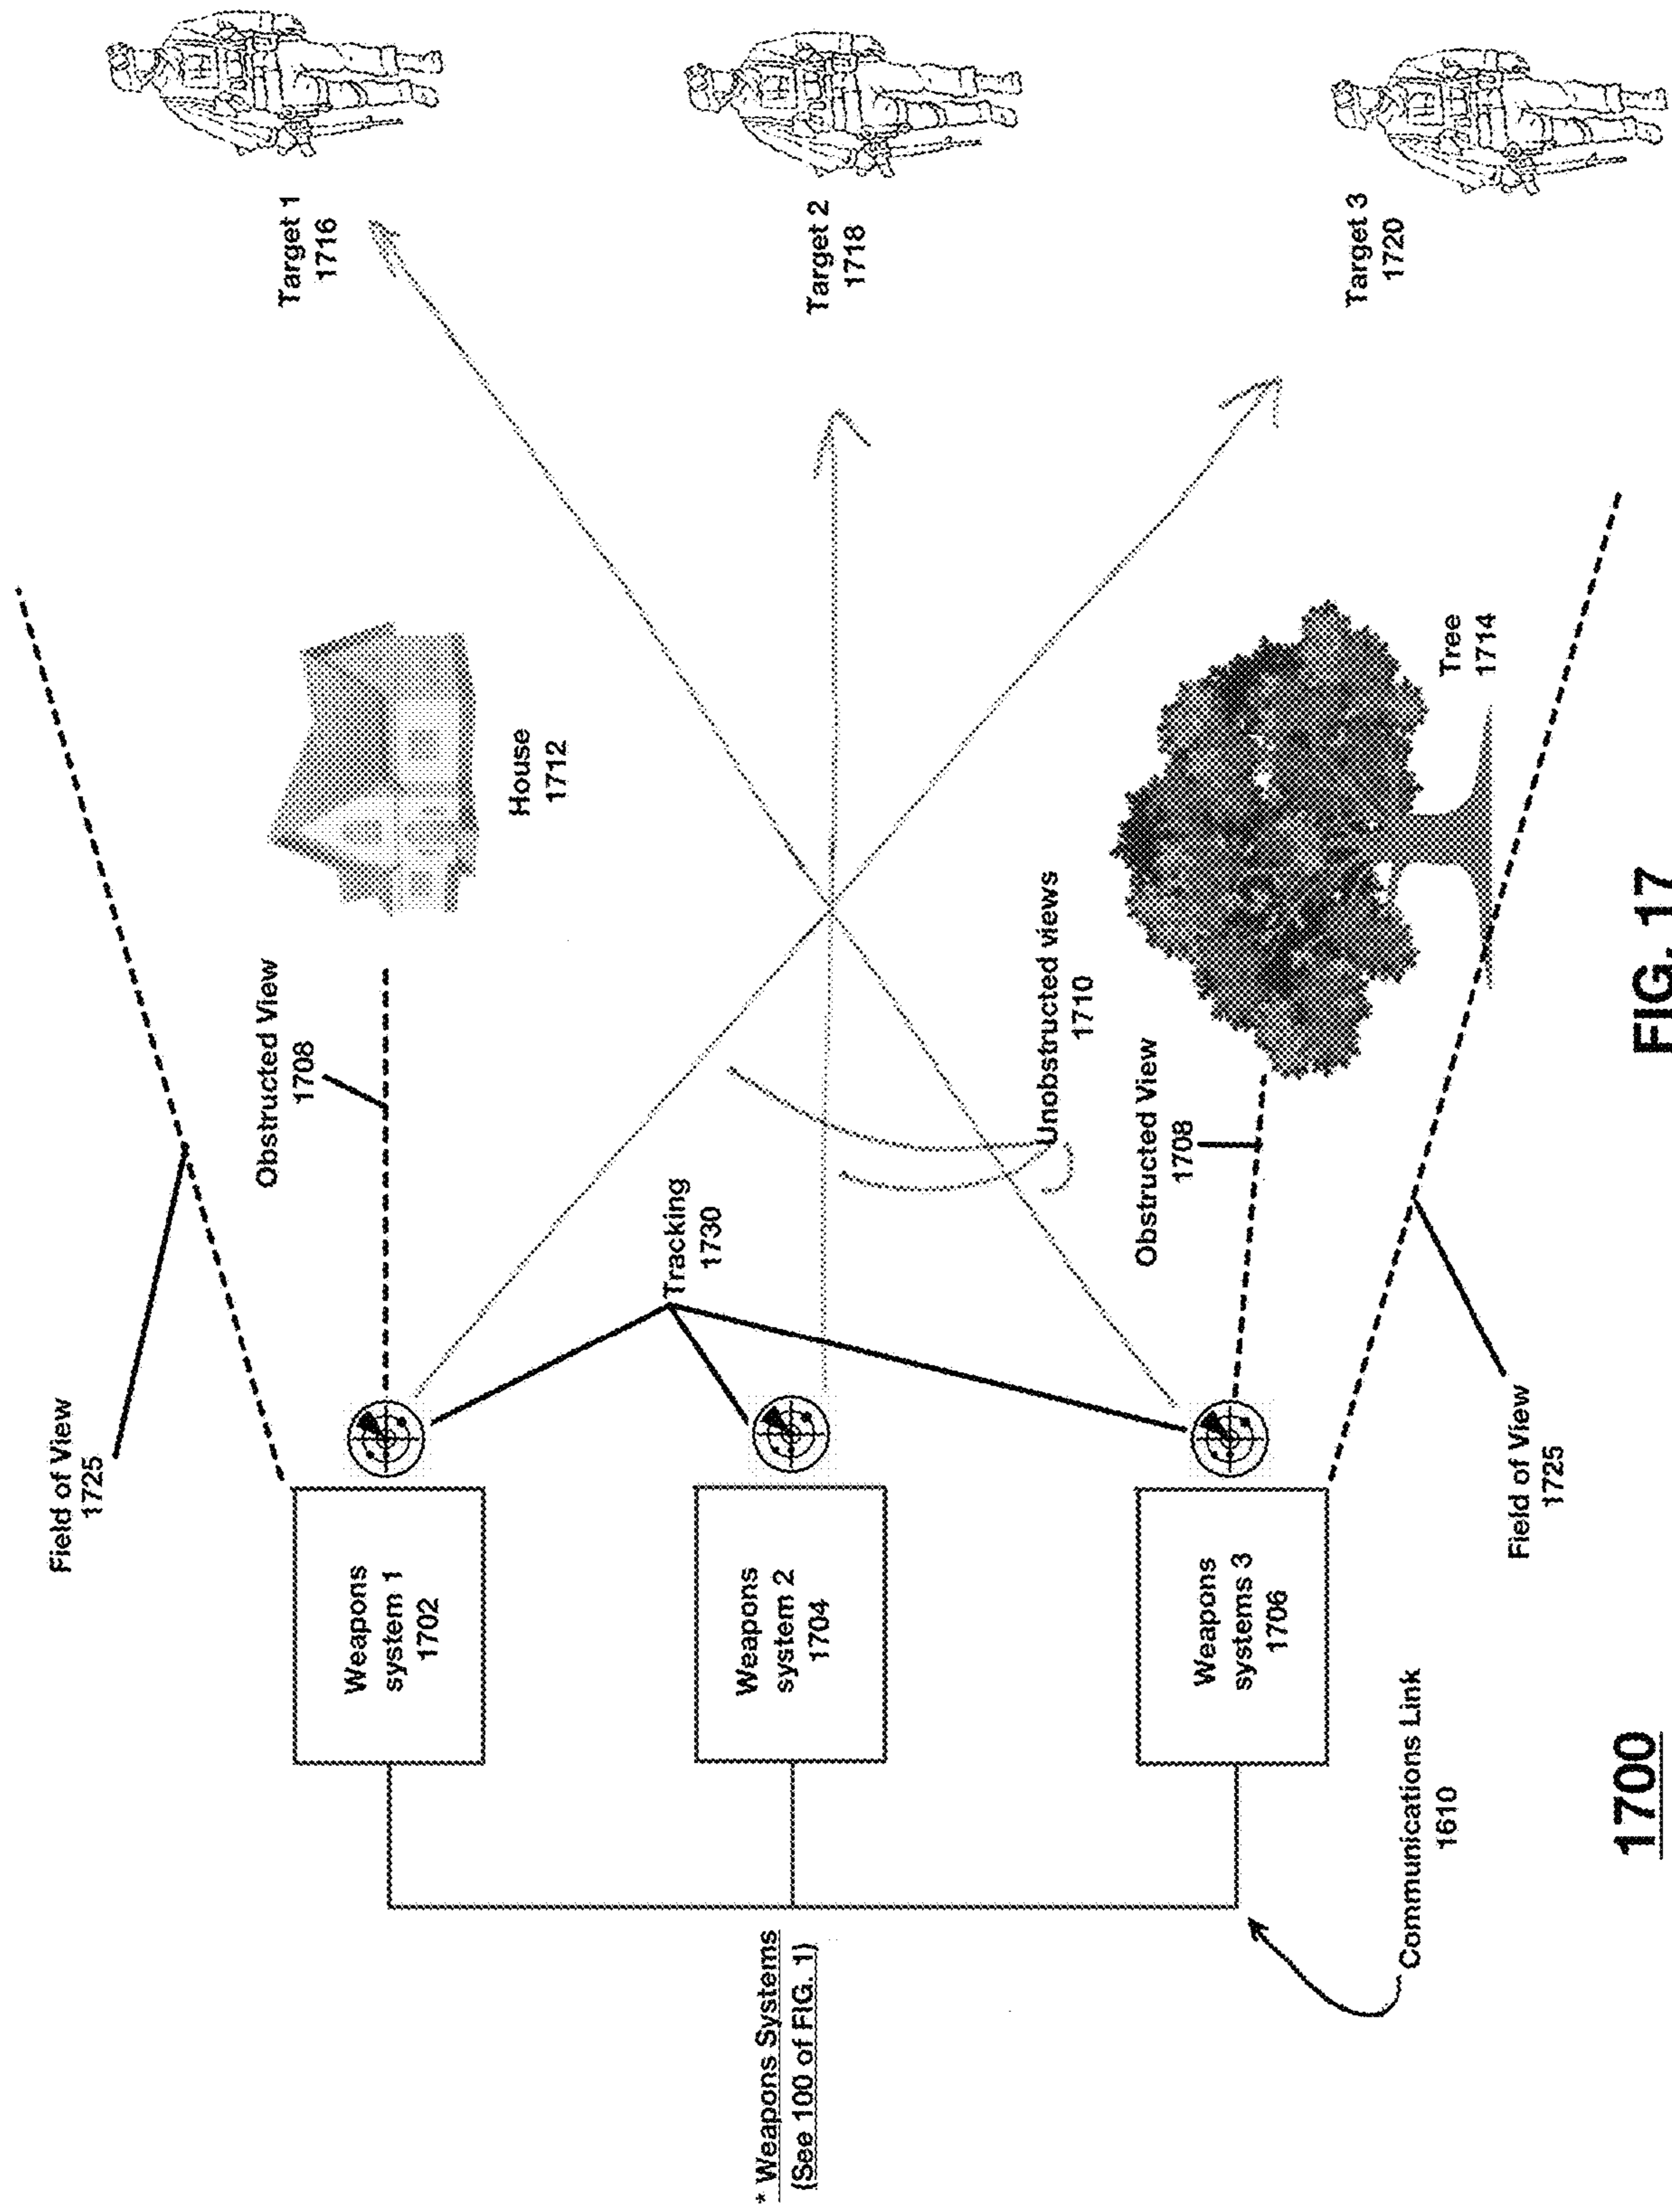 Field of View
1725
Obstructed View
1708
House
1712
Target 1
1716
Weapons
system 1
1702
Tracking
1730
* Weapons Systems
(See 100 of FIG. 1)
Weapons
system 2
1704
Target 2
1718
Unobstructed views
1710
Obstructed View
1708
Weapons
systems 3
1706
Target 3
1720
Tree
1714
Communications Link
1610
Field of View
1725
1700
FIG. 17